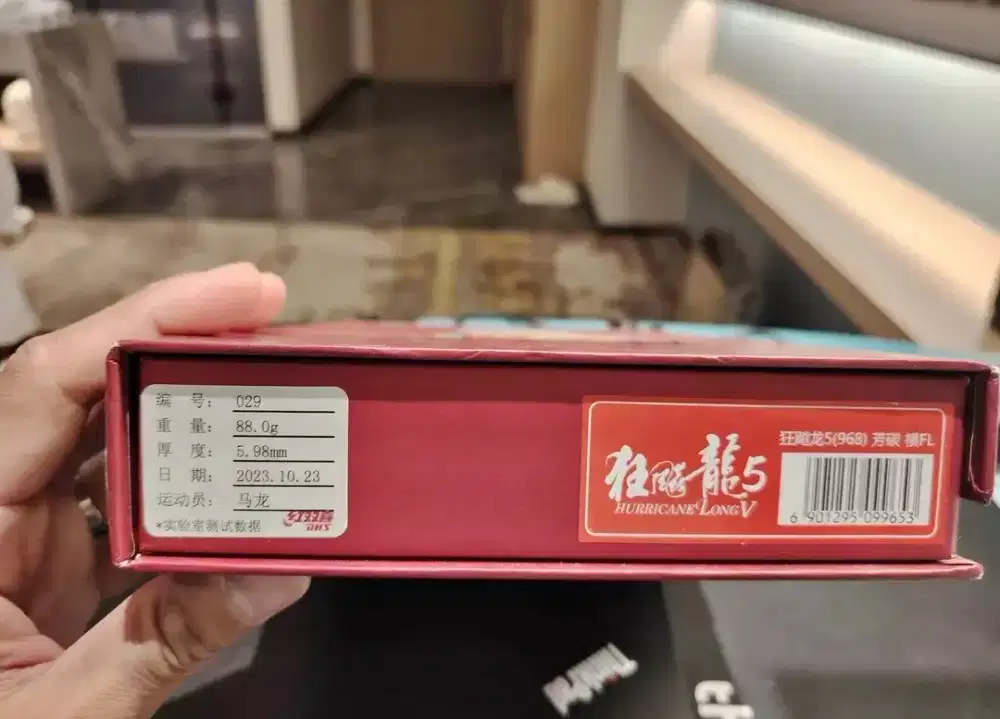 编 号： 029
重 量： 88.0g
厚 度： 5.98mm
日 期： 2023.10.23
运动员： 马龙
*实验室测试数据
红双喜
DHS
狂飚龙5(968) 芳碳 横FL
狂飚龍5
HURRICANE LONG V
6 901295 099653
ThinkPad
th